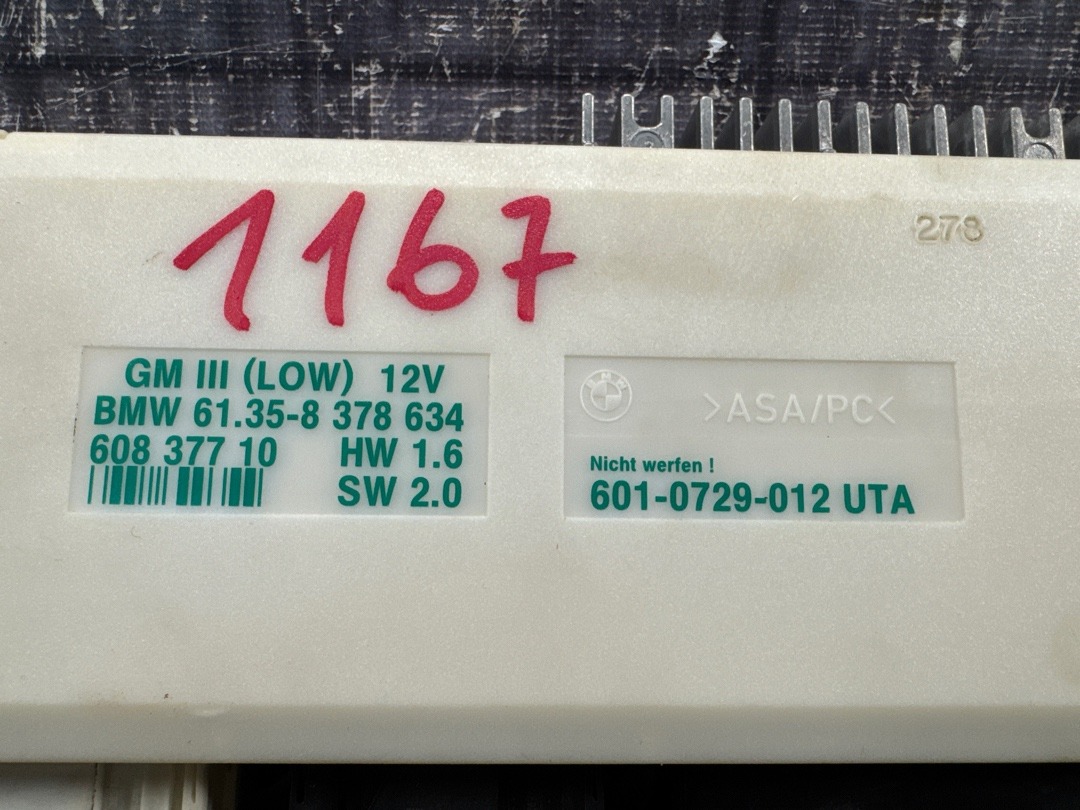 1167
278
GM III (LOW) 12V
BMW 61.35-8 378 634
608 377 10 HW 1.6
SW 2.0
BMW
>ASA/PC<
Nicht werfen !
601-0729-012 UTA